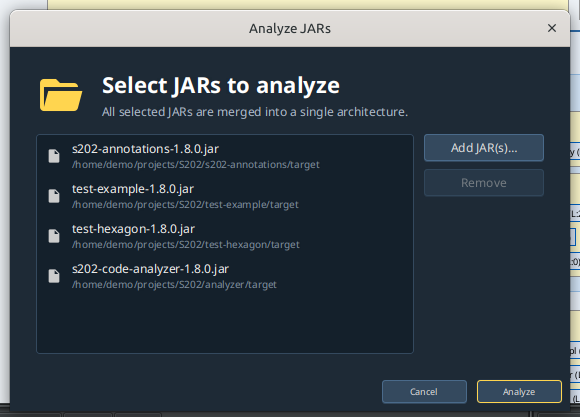 Analyze JARs
Select JARs to analyze
All selected JARs are merged into a single architecture.
s202-annotations-1.8.0.jar
/home/demo/projects/S202/s202-annotations/target
test-example-1.8.0.jar
/home/demo/projects/S202/test-example/target
test-hexagon-1.8.0.jar
/home/demo/projects/S202/test-hexagon/target
s202-code-analyzer-1.8.0.jar
/home/demo/projects/S202/analyzer/target
Add JAR(s)...
Remove
Cancel
Analyze